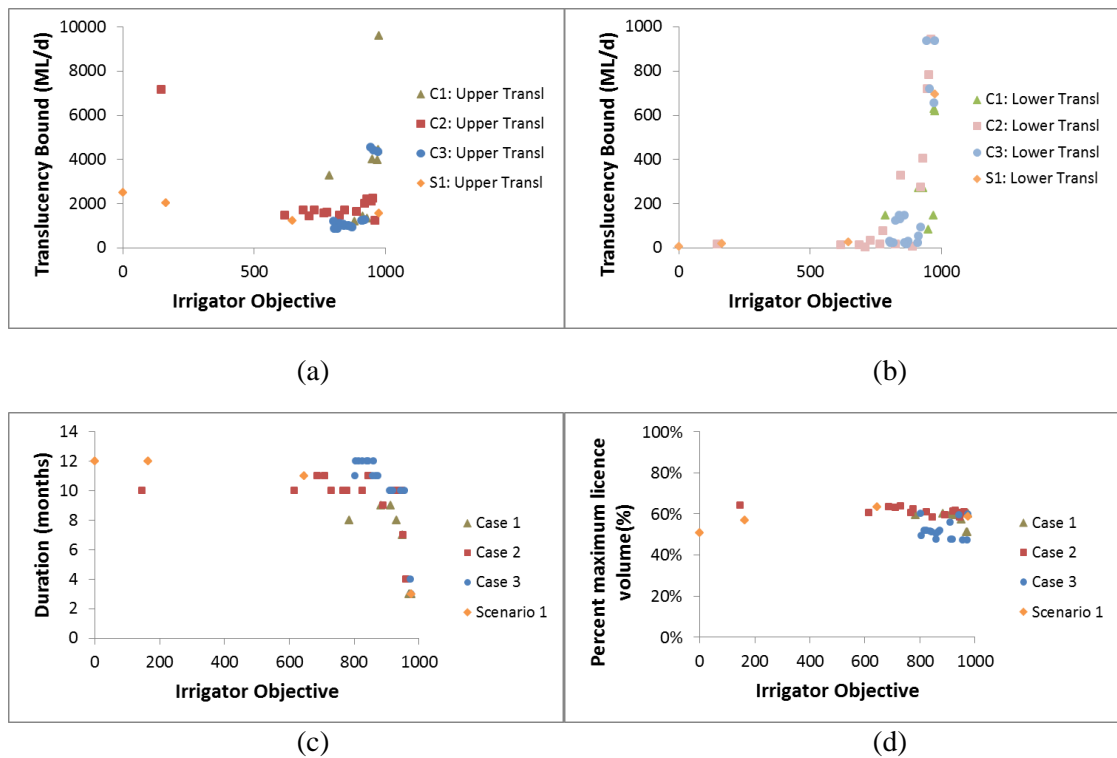 Translucency Bound (ML/d)
10000
8000
6000
4000
2000
0
0 500 1000
Irrigator Objective
C1: Upper Transl
C2: Upper Transl
C3: Upper Transl
S1: Upper Transl
(a)
Translucency Bound (ML/d)
1000
800
600
400
200
0
0 500 1000
Irrigator Objective
C1: Lower Transl
C2: Lower Transl
C3: Lower Transl
S1: Lower Transl
(b)
Duration (months)
14
12
10
8
6
4
2
0
0 200 400 600 800 1000
Irrigator Objective
Case 1
Case 2
Case 3
Scenario 1
(c)
Percent maximum licence
volume(%)
100%
80%
60%
40%
20%
0%
0 200 400 600 800 1000
Irrigator Objective
Case 1
Case 2
Case 3
Scenario 1
(d)